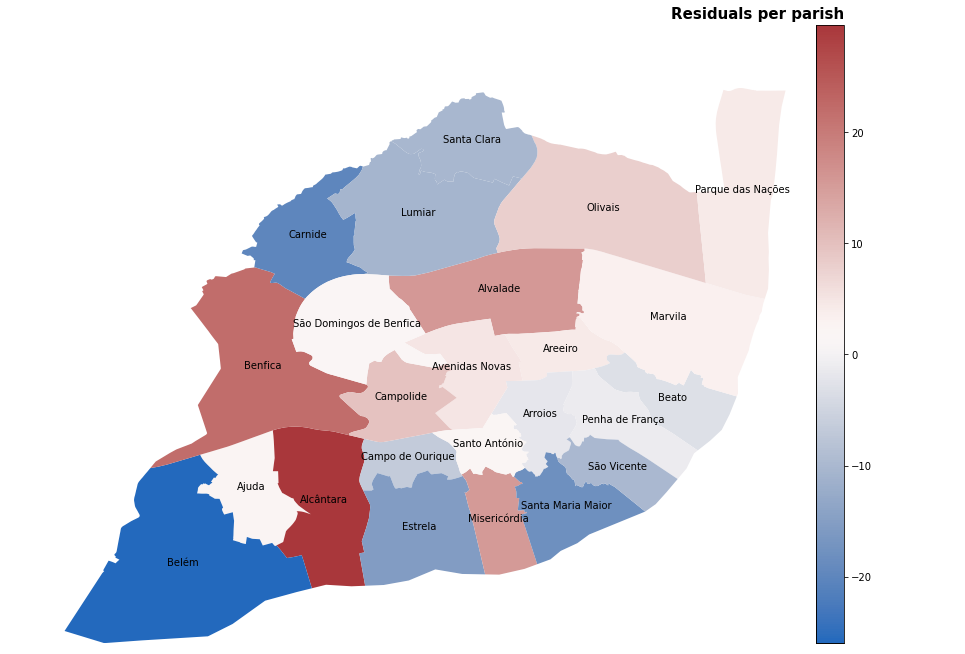 Residuals per parish
Santa Clara
Parque das Nações
Olivais
Lumiar
Carnide
Alvalade
Marvila
São Domingos de Benfica
Areeiro
Benfica
Avenidas Novas
Campolide
Beato
Arroios
Penha de França
Santo António
Campo de Ourique
São Vicente
Ajuda
Alcântara
Santa Maria Maior
Misericórdia
Estrela
Belém
20
10
0
−10
−20